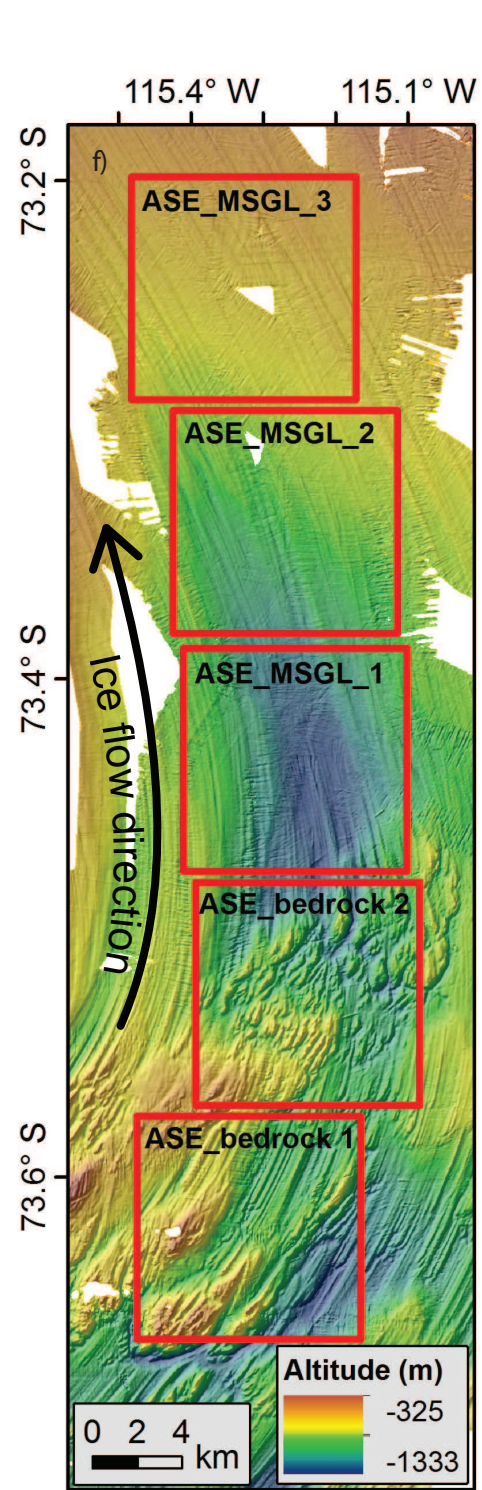 115.4° W 115.1° W
73.2° S
f)
ASE_MSGL_3
ASE_MSGL_2
73.4° S
ASE_MSGL_1
Ice flow direction
ASE_bedrock 2
73.6° S
ASE_bedrock 1
Altitude (m)
-325
-1333
0 2 4
km